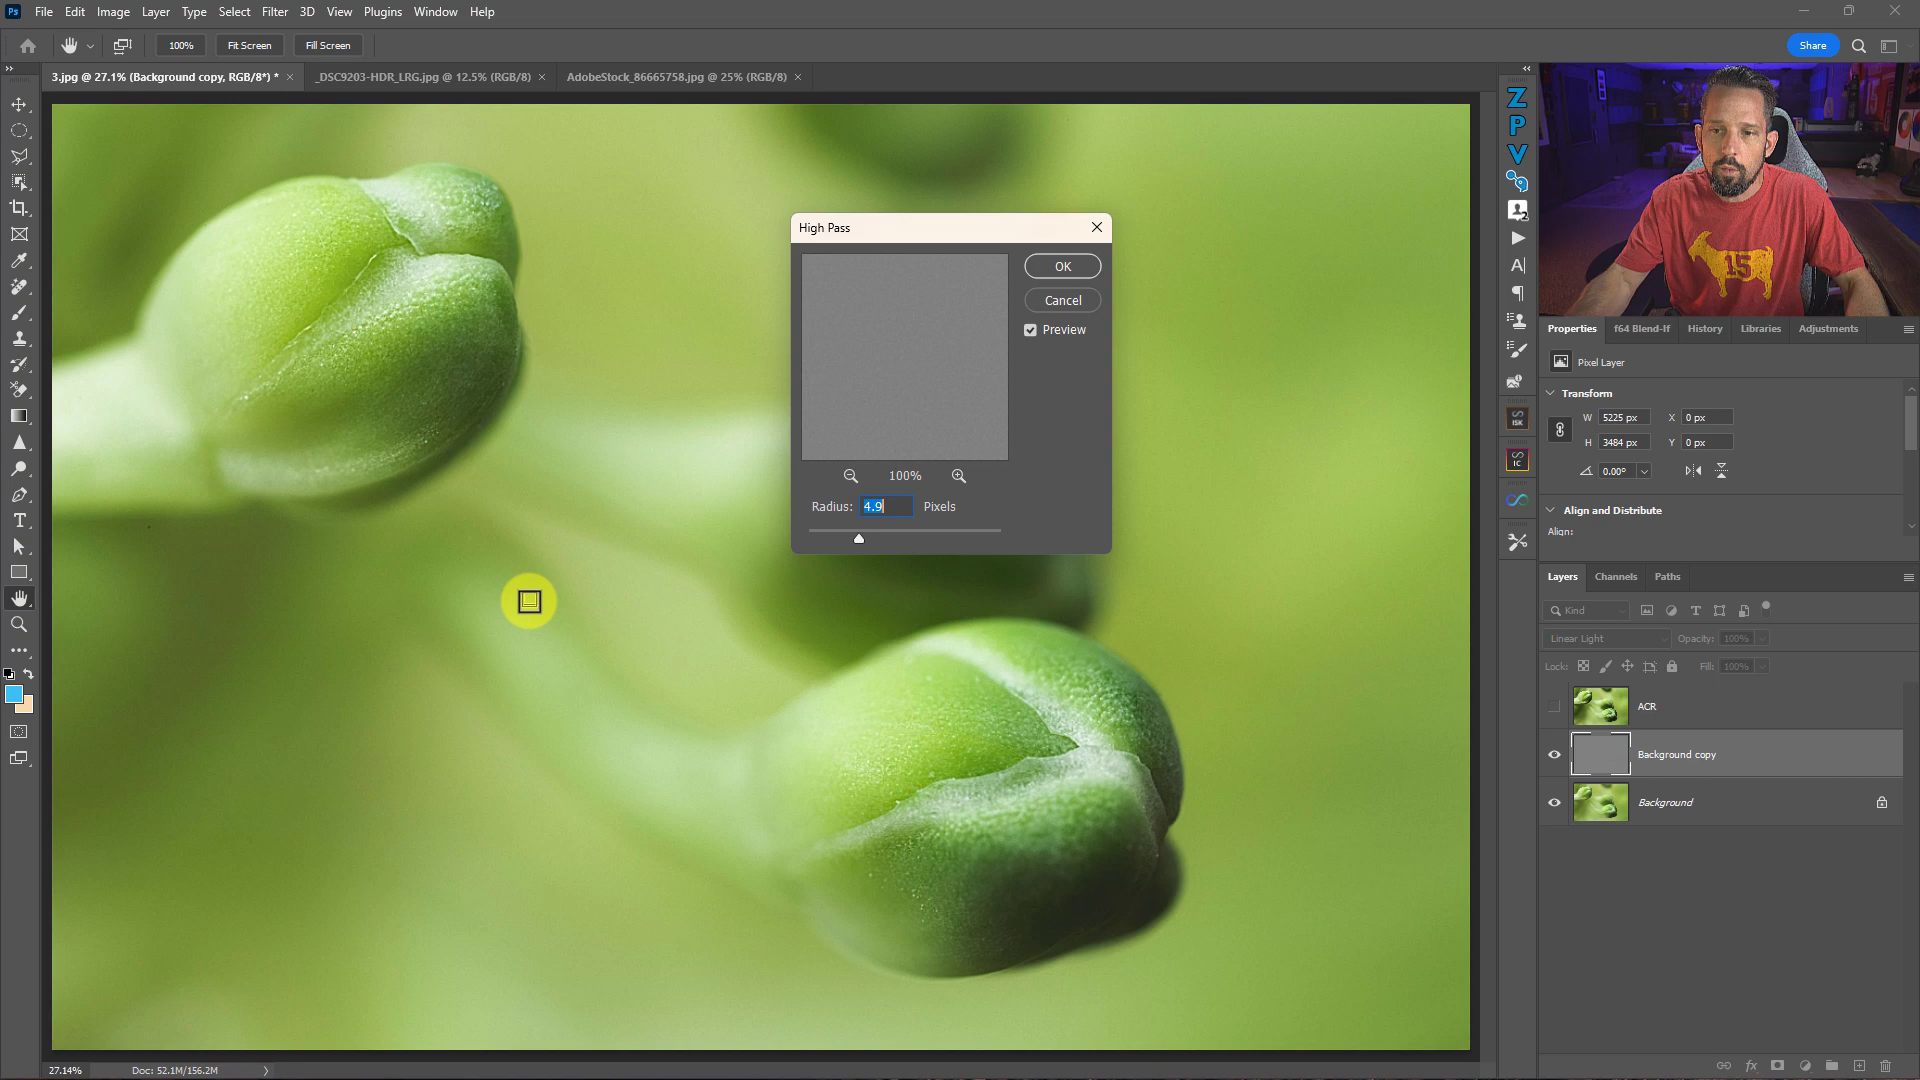 Ps File Edit Image Layer Type Select Filter 3D View Plugins Window Help
100% Fit Screen Fill Screen Share
3.jpg @ 27.1% (Background copy, RGB/8*) * _DSC9203-HDR_LRG.jpg @ 12.5% (RGB/8) AdobeStock_86665758.jpg @ 25% (RGB/8)
Z
P
V
High Pass
OK
Cancel
Preview
100%
Radius: 4.9 Pixels
15
Properties f64 Blend-If History Libraries Adjustments
Pixel Layer
Transform
W 5225 px X 0 px
H 3484 px Y 0 px
0.00°
Align and Distribute
Align:
ISK
IC
Layers Channels Paths
Kind
Linear Light Opacity: 100%
Lock: Fill: 100%
ACR
Background copy
Background
27.14% Doc: 52.1M/156.2M